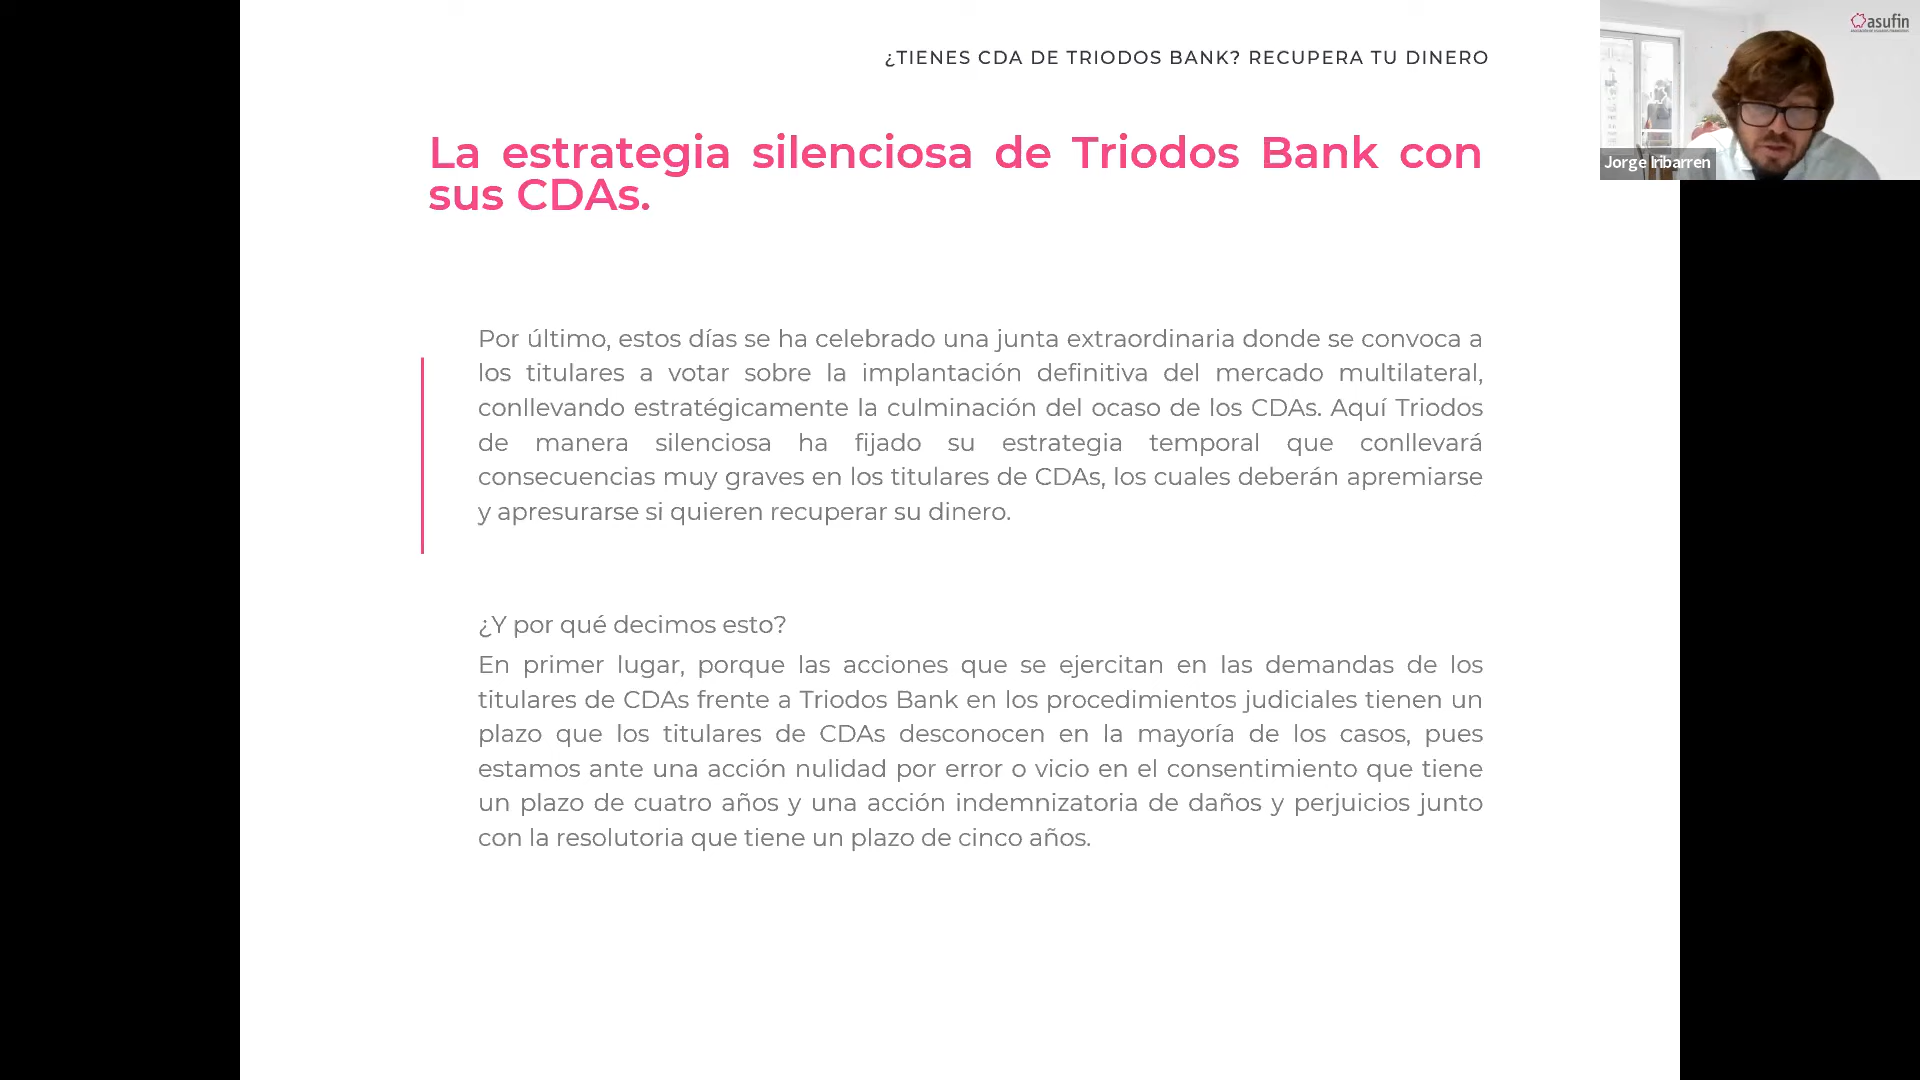 ¿TIENES CDA DE TRIODOS BANK? RECUPERA TU DINERO
asufin
Jorge Iribarren
La estrategia silenciosa de Triodos Bank con
sus CDAs.
Por último, estos días se ha celebrado una junta extraordinaria donde se convoca a
los titulares a votar sobre la implantación definitiva del mercado multilateral,
conllevando estratégicamente la culminación del ocaso de los CDAs. Aquí Triodos
de manera silenciosa ha fijado su estrategia temporal que conllevará
consecuencias muy graves en los titulares de CDAs, los cuales deberán apremiarse
y apresurarse si quieren recuperar su dinero.
¿Y por qué decimos esto?
En primer lugar, porque las acciones que se ejercitan en las demandas de los
titulares de CDAs frente a Triodos Bank en los procedimientos judiciales tienen un
plazo que los titulares de CDAs desconocen en la mayoría de los casos, pues
estamos ante una acción nulidad por error o vicio en el consentimiento que tiene
un plazo de cuatro años y una acción indemnizatoria de daños y perjuicios junto
con la resolutoria que tiene un plazo de cinco años.